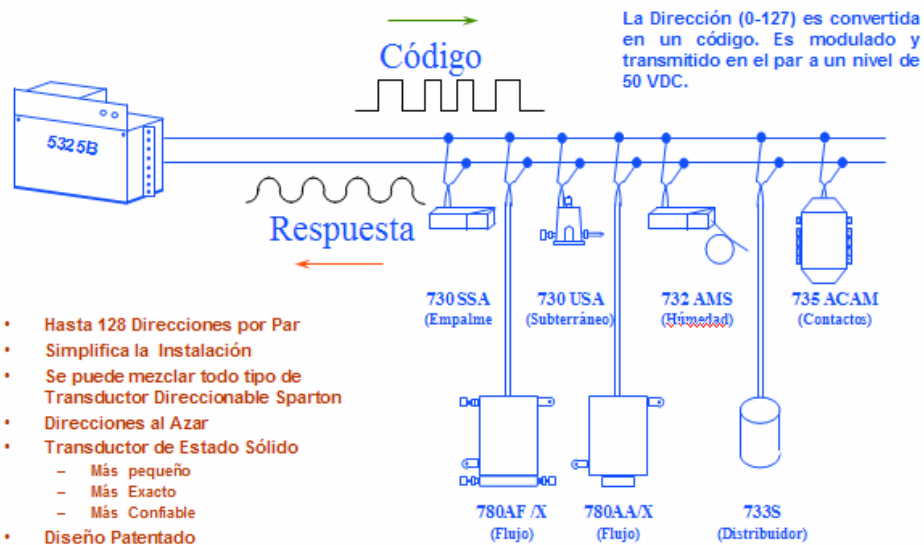 La Dirección (0-127) es convertida
en un código. Es modulado y
transmitido en el par a un nivel de
50 VDC.
Código
5325B
Respuesta
730 SSA
(Empalme
730 USA
(Subterráneo)
732 AMS
(Húmedad)
735 ACAM
(Contactos)
• Hasta 128 Direcciones por Par
• Simplifica la Instalación
• Se puede mezclar todo tipo de
Transductor Direccionable Sparton
• Direcciones al Azar
• Transductor de Estado Sólido
– Más pequeño
– Más Exacto
– Más Confiable
• Diseño Patentado
780AF /X
(Flujo)
780AA/X
(Flujo)
733S
(Distribuidor)